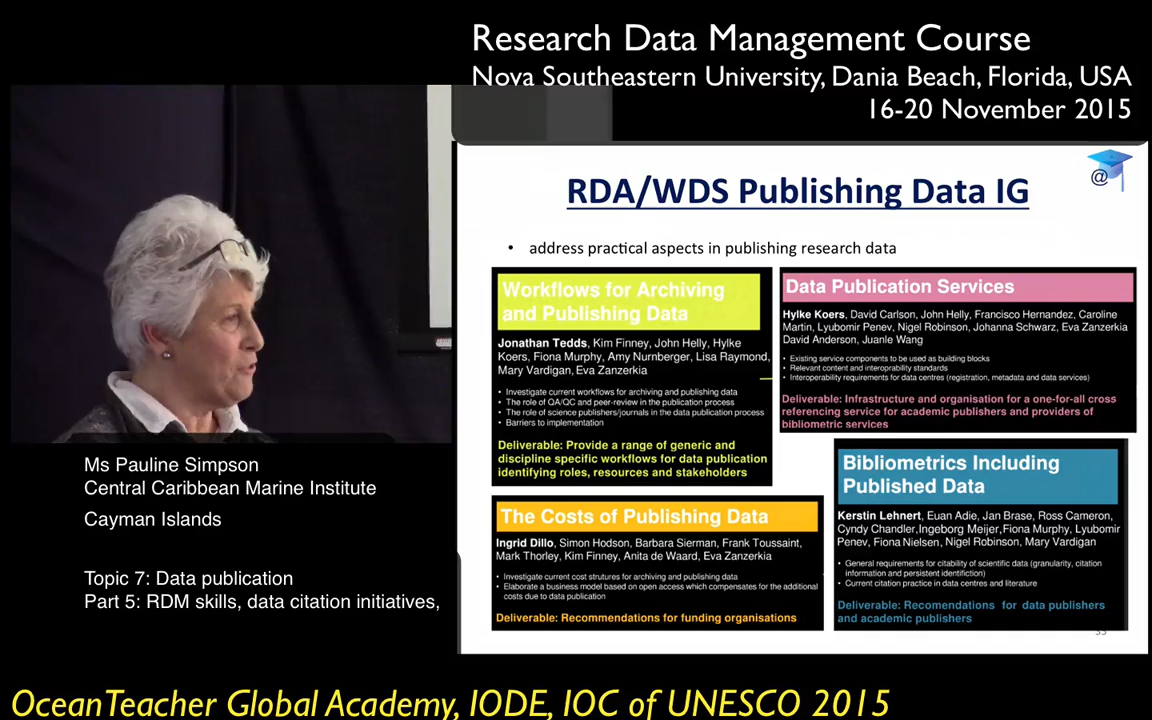 Research Data Management Course
Nova Southeastern University, Dania Beach, Florida, USA
16-20 November 2015
@
RDA/WDS Publishing Data IG
• address practical aspects in publishing research data
Workflows for Archiving
and Publishing Data
Jonathan Tedds, Kim Finney, John Helly, Hylke
Koers, Fiona Murphy, Amy Nurnberger, Lisa Raymond,
Mary Vardigan, Eva Zanzerkia
• Investigate current workflows for archiving and publishing data
• The role of QA/QC and peer-review in the publication process
• The role of science publishers/journals in the data publication process
• Barriers to implementation
Deliverable: Provide a range of generic and
discipline specific workflows for data publication
identifying roles, resources and stakeholders
Data Publication Services
Hylke Koers, David Carlson, John Helly, Francisco Hernandez, Caroline
Martin, Lyubomir Penev, Nigel Robinson, Johanna Schwarz, Eva Zanzerkia
David Anderson, Juanle Wang
• Existing service components to be used as building blocks
• Relevant content and interoprability standards
• Interoperability requirements for data centres (registration, metadata and data services)
Deliverable: Infrastructure and organisation for a one-for-all cross
referencing service for academic publishers and providers of
bibliometric services
The Costs of Publishing Data
Ingrid Dillo, Simon Hodson, Barbara Sierman, Frank Toussaint,
Mark Thorley, Kim Finney, Anita de Waard, Eva Zanzerkia
• Investigate current cost strutures for archiving and publishing data
• Elaborate a business model based on open access which compensates for the additional
costs due to data publication
Deliverable: Recommendations for funding organisations
Bibliometrics Including
Published Data
Kerstin Lehnert, Euan Adie, Jan Brase, Ross Cameron,
Cyndy Chandler,Ingeborg Meijer,Fiona Murphy, Lyubomir
Penev, Fiona Nielsen, Nigel Robinson, Mary Vardigan
• General requirements for citability of scientific data (granularity, citation
information and persistent identification)
• Current citation practice in data centres and literature
Deliverable: Recomendations for data publishers
and academic publishers
Ms Pauline Simpson
Central Caribbean Marine Institute
Cayman Islands
Topic 7: Data publication
Part 5: RDM skills, data citation initiatives,
OceanTeacher Global Academy, IODE, IOC of UNESCO 2015